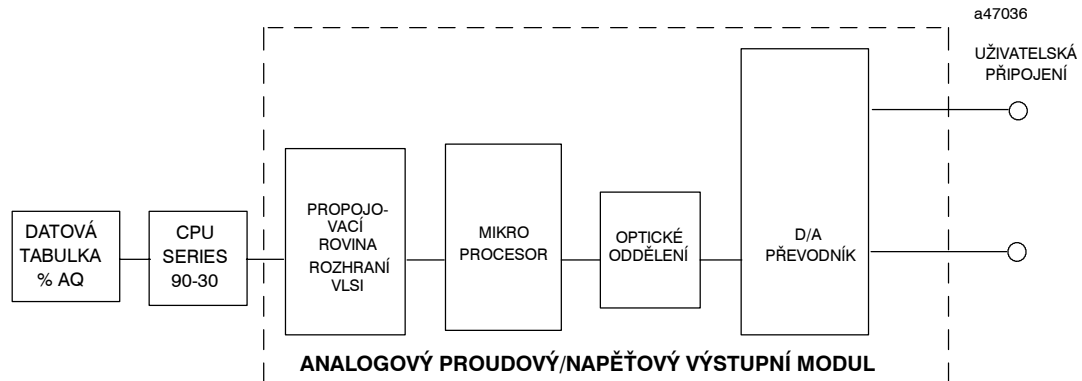 a47036
UŽIVATELSKÁ
PŘIPOJENÍ
DATOVÁ
TABULKA
% AQ
CPU
SERIES
90-30
PROPOJO-
VACÍ
ROVINA
ROZHRANÍ
VLSI
MIKRO
PROCESOR
OPTICKÉ
ODDĚLENÍ
D/A
PŘEVODNÍK
ANALOGOVÝ PROUDOVÝ/NAPĚŤOVÝ VÝSTUPNÍ MODUL